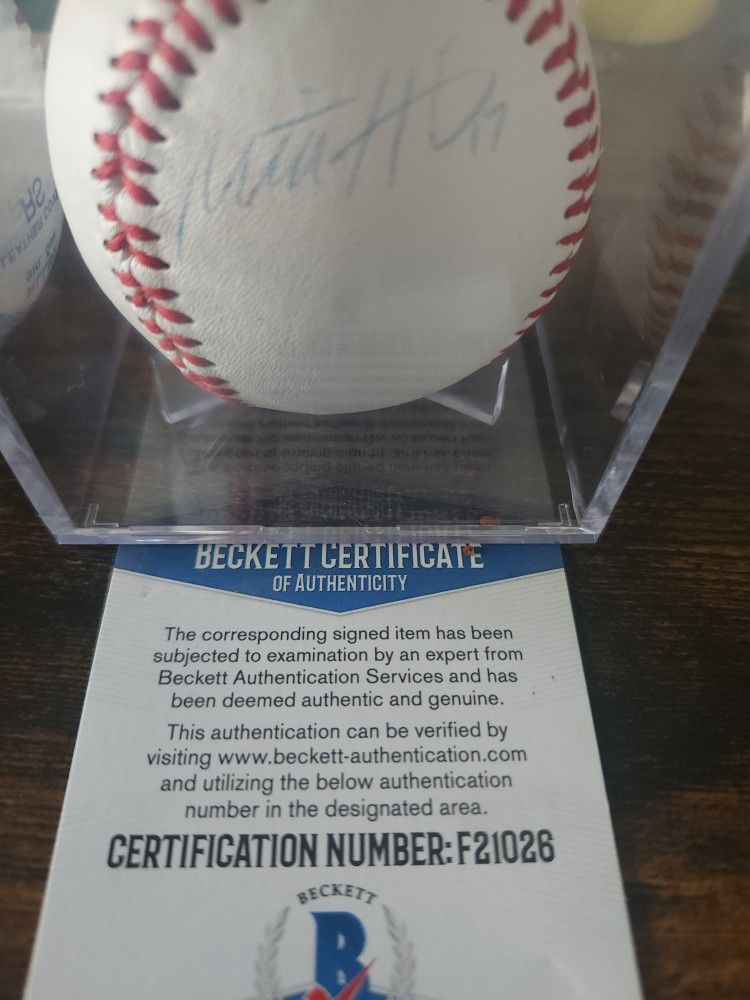 17
BECKETT CERTIFICATE
OF AUTHENTICITY
The corresponding signed item has been
subjected to examination by an expert from
Beckett Authentication Services and has
been deemed authentic and genuine.
This authentication can be verified by
visiting www.beckett-authentication.com
and utilizing the below authentication
number in the designated area.
CERTIFICATION NUMBER: F21026
BECKETT
B